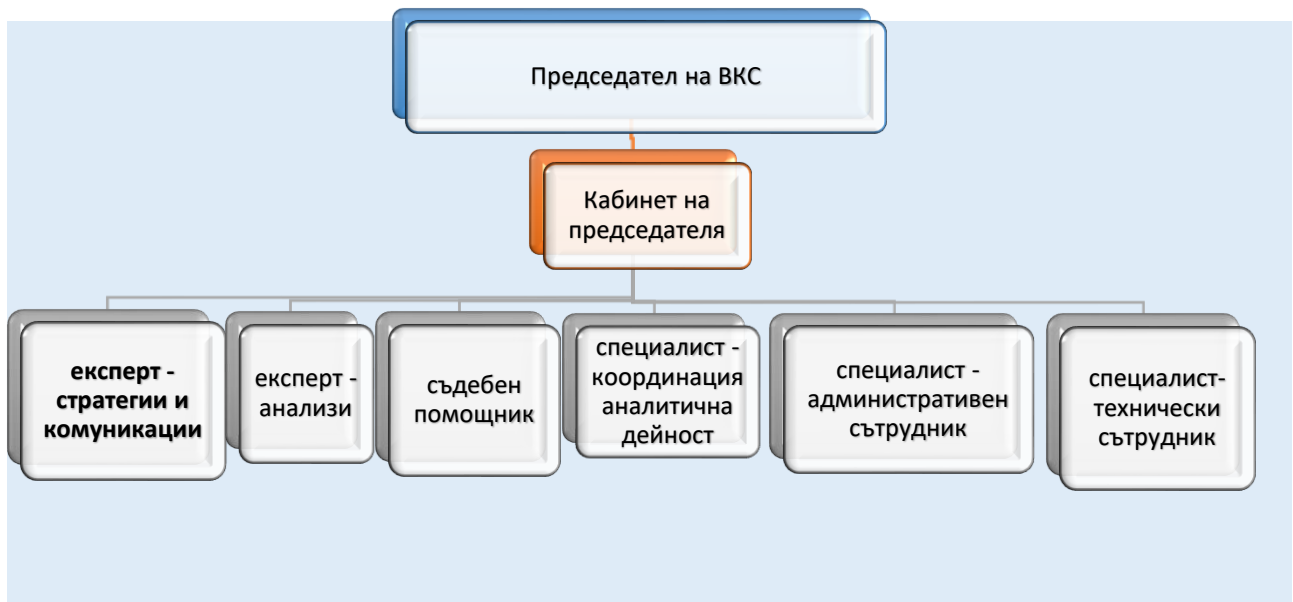 Председател на ВКС
Кабинет на
председателя
експерт -
стратегии и
комуникации
експерт -
анализи
съдебен
помощник
специалист -
координация
аналитична
дейност
специалист -
административен
сътрудник
специалист-
технически
сътрудник